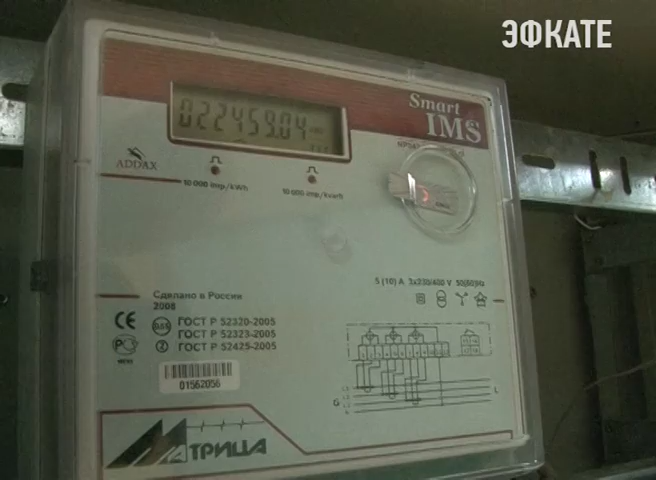 ЭФКАТЕ
Smart
IMS
022459.04
ADDAX
10 000 imp/kWh
10 000 imp/kvarh
5 (10) A 3x230/400 V 50(60)Hz
Сделано в России
2008
CE
ГОСТ Р 52320-2005
ГОСТ Р 52323-2005
ГОСТ Р 52425-2005
01562056
G
L
МАТРИЦА